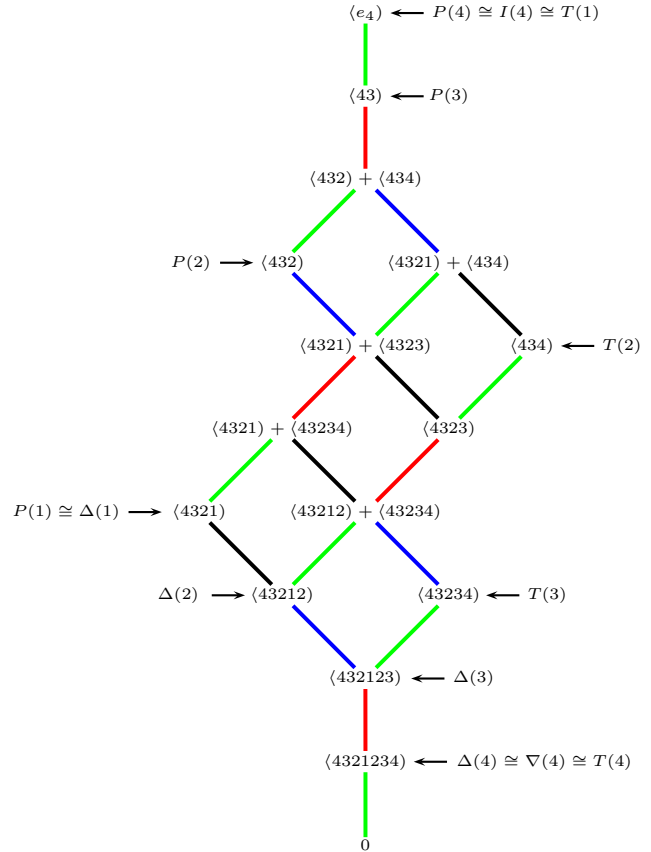 ⟨e₄⟩ P(4) ≅ I(4) ≅ T(1)
⟨43⟩ P(3)
⟨432⟩ + ⟨434⟩
P(2) ⟨432⟩ ⟨4321⟩ + ⟨434⟩
⟨4321⟩ + ⟨4323⟩ ⟨434⟩ T(2)
⟨4321⟩ + ⟨43234⟩ ⟨4323⟩
P(1) ≅ Δ(1) ⟨4321⟩ ⟨43212⟩ + ⟨43234⟩
Δ(2) ⟨43212⟩ ⟨43234⟩ T(3)
⟨432123⟩ Δ(3)
⟨4321234⟩ Δ(4) ≅ ∇(4) ≅ T(4)
0